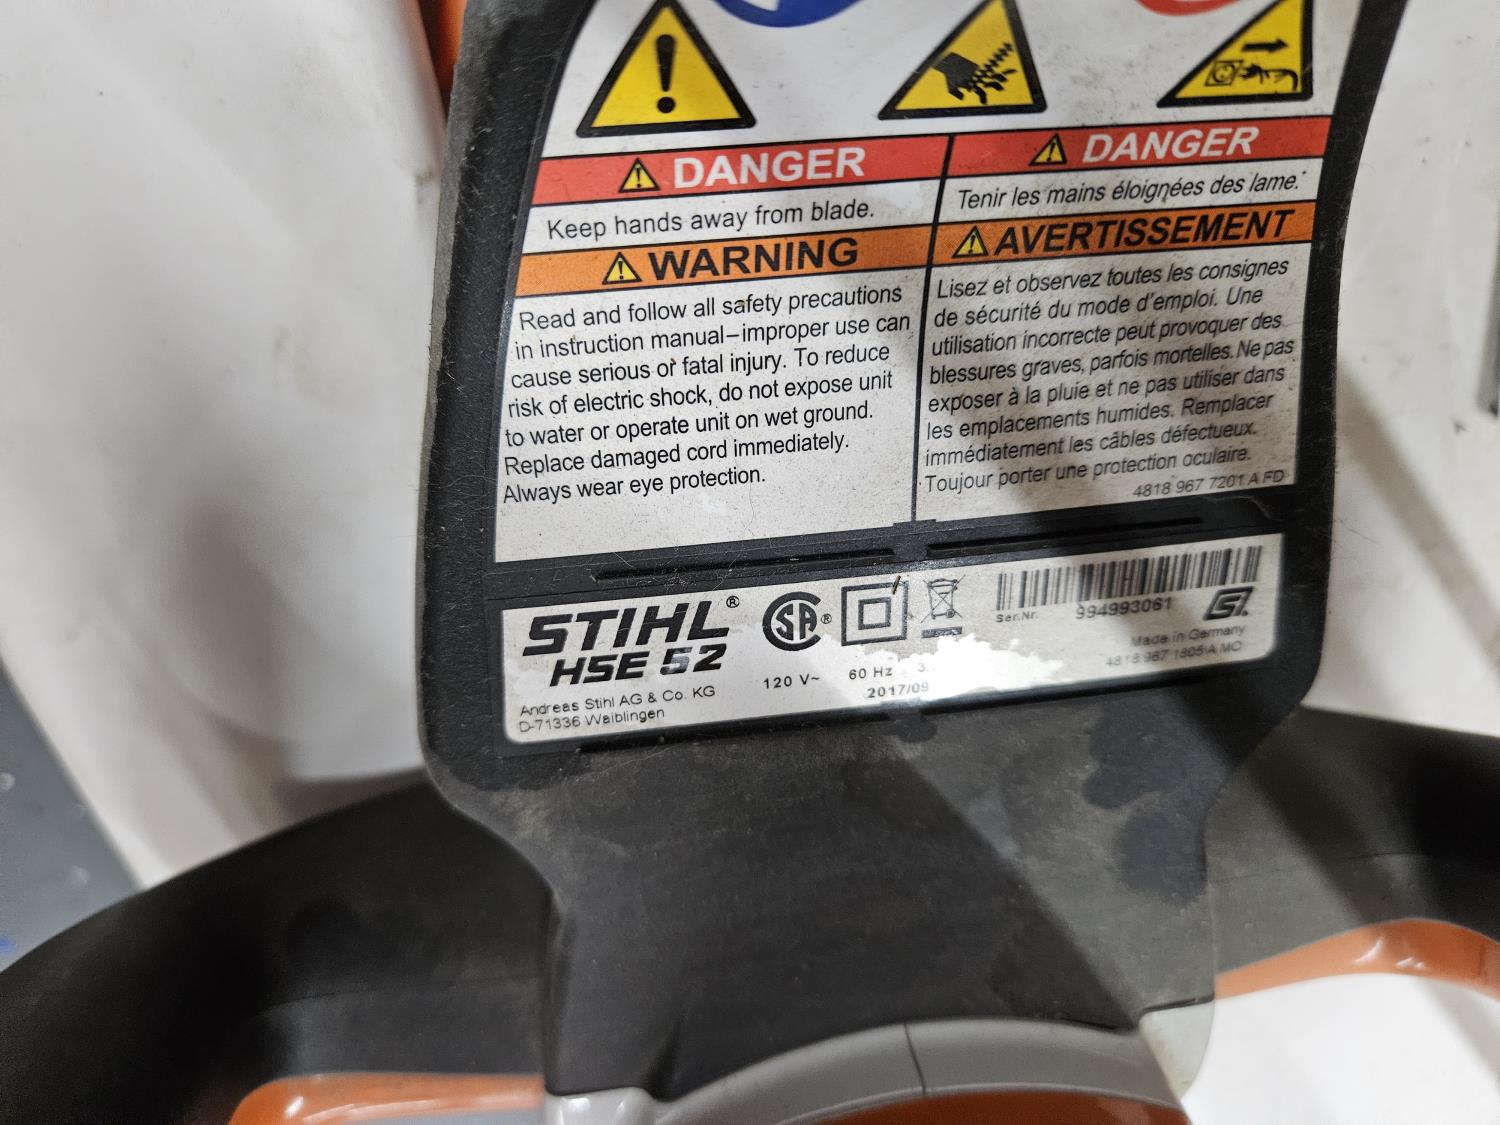 DANGER
Keep hands away from blade.
WARNING
Read and follow all safety precautions
in instruction manual–improper use can
cause serious or fatal injury. To reduce
risk of electric shock, do not expose unit
to water or operate unit on wet ground.
Replace damaged cord immediately.
Always wear eye protection.
DANGER
Tenir les mains éloignées des lame.
AVERTISSEMENT
Lisez et observez toutes les consignes
de sécurité du mode d'emploi. Une
utilisation incorrecte peut provoquer des
blessures graves, parfois mortelles. Ne pas
exposer à la pluie et ne pas utiliser dans
les emplacements humides. Remplacer
immédiatement les câbles défectueux.
Toujour porter une protection oculaire.
4818 967 7201 A FD
STIHL®
HSE 52
Andreas Stihl AG & Co. KG
D-71336 Waiblingen
SA®
120 V~ 60 Hz
2017/09
Ser.Nr. 994993061
Made in Germany
4818 967 1805 A MO